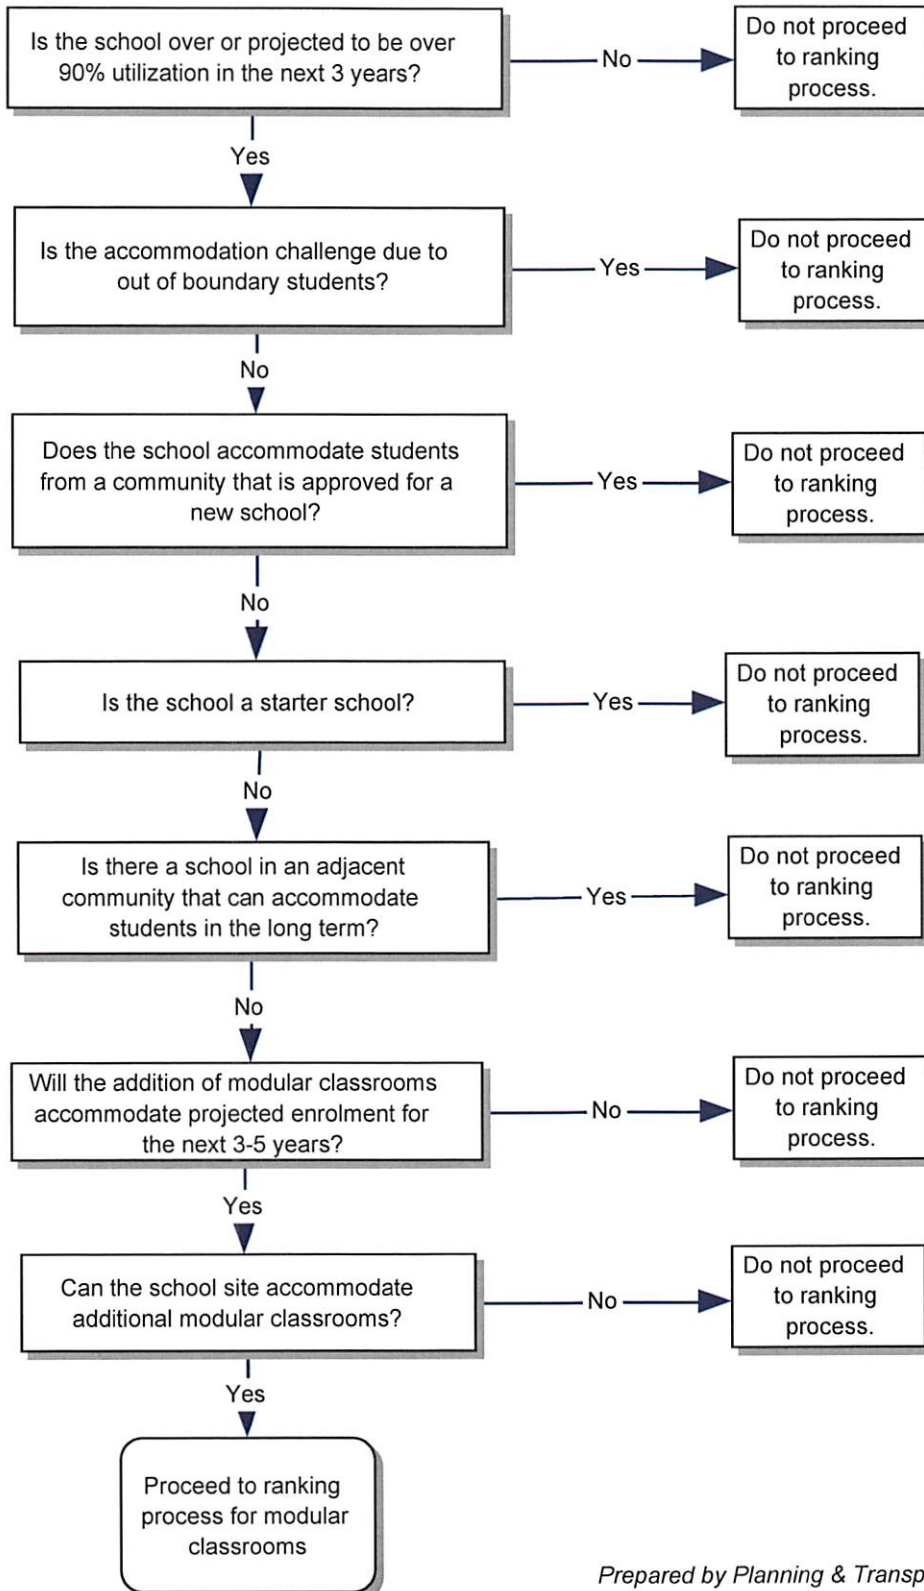 Is the school over or projected to be over
90% utilization in the next 3 years?
No
Do not proceed
to ranking
process.
Yes
Is the accommodation challenge due to
out of boundary students?
Yes
Do not proceed
to ranking
process.
No
Does the school accommodate students
from a community that is approved for a
new school?
Yes
Do not proceed
to ranking
process.
No
Is the school a starter school?
Yes
Do not proceed
to ranking
process.
No
Is there a school in an adjacent
community that can accommodate
students in the long term?
Yes
Do not proceed
to ranking
process.
No
Will the addition of modular classrooms
accommodate projected enrolment for
the next 3-5 years?
No
Do not proceed
to ranking
process.
Yes
Can the school site accommodate
additional modular classrooms?
No
Do not proceed
to ranking
process.
Yes
Proceed to ranking
process for modular
classrooms
Prepared by Planning & Transp